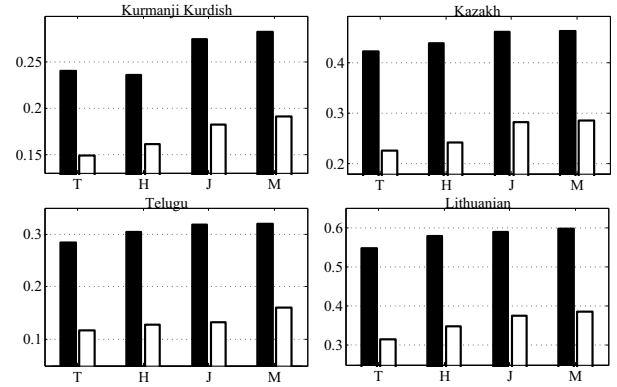 Kurmanji Kurdish
0.25
0.2
0.15
T H J M
Kazakh
0.4
0.3
0.2
T H J M
Telugu
0.3
0.2
0.1
T H J M
Lithuanian
0.6
0.5
0.4
0.3
T H J M